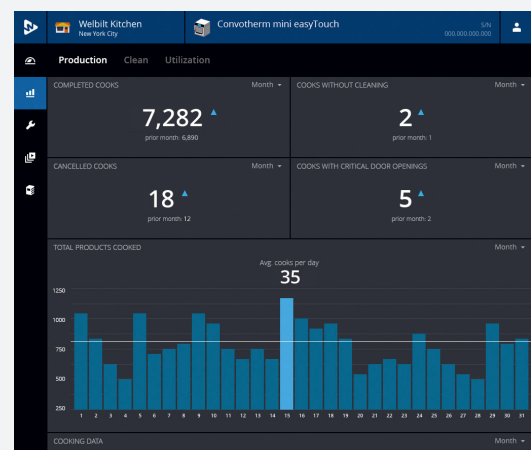 Welbilt Kitchen
New York City
Convotherm mini easyTouch
S/N
000.000.000.000
Production Clean Utilization
COMPLETED COOKS Month
7,282
prior month: 6,890
COOKS WITHOUT CLEANING Month
2
prior month: 1
CANCELLED COOKS Month
18
prior month: 12
COOKS WITH CRITICAL DOOR OPENINGS Month
5
prior month: 2
TOTAL PRODUCTS COOKED Month
Avg. cooks per day
35
1250
1000
750
500
250
1 2 3 4 5 6 7 8 9 10 11 12 13 14 15 16 17 18 19 20 21 22 23 24 25 26 27 28 29 30 31
COOKING DATA Month